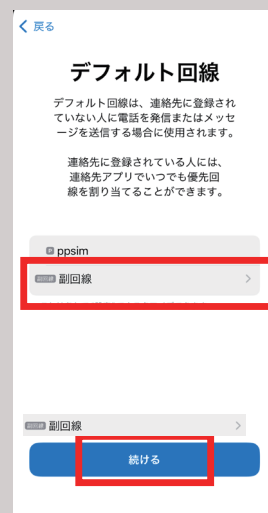 戻る
デフォルト回線
デフォルト回線は、連絡先に登録され
ていない人に電話を発信またはメッセ
ージを送信する場合に使用されます。
連絡先に登録されている人には、
連絡先アプリでいつでも優先回
線を割り当てることができます。
P ppsim
副回線 副回線
副回線 副回線
続ける